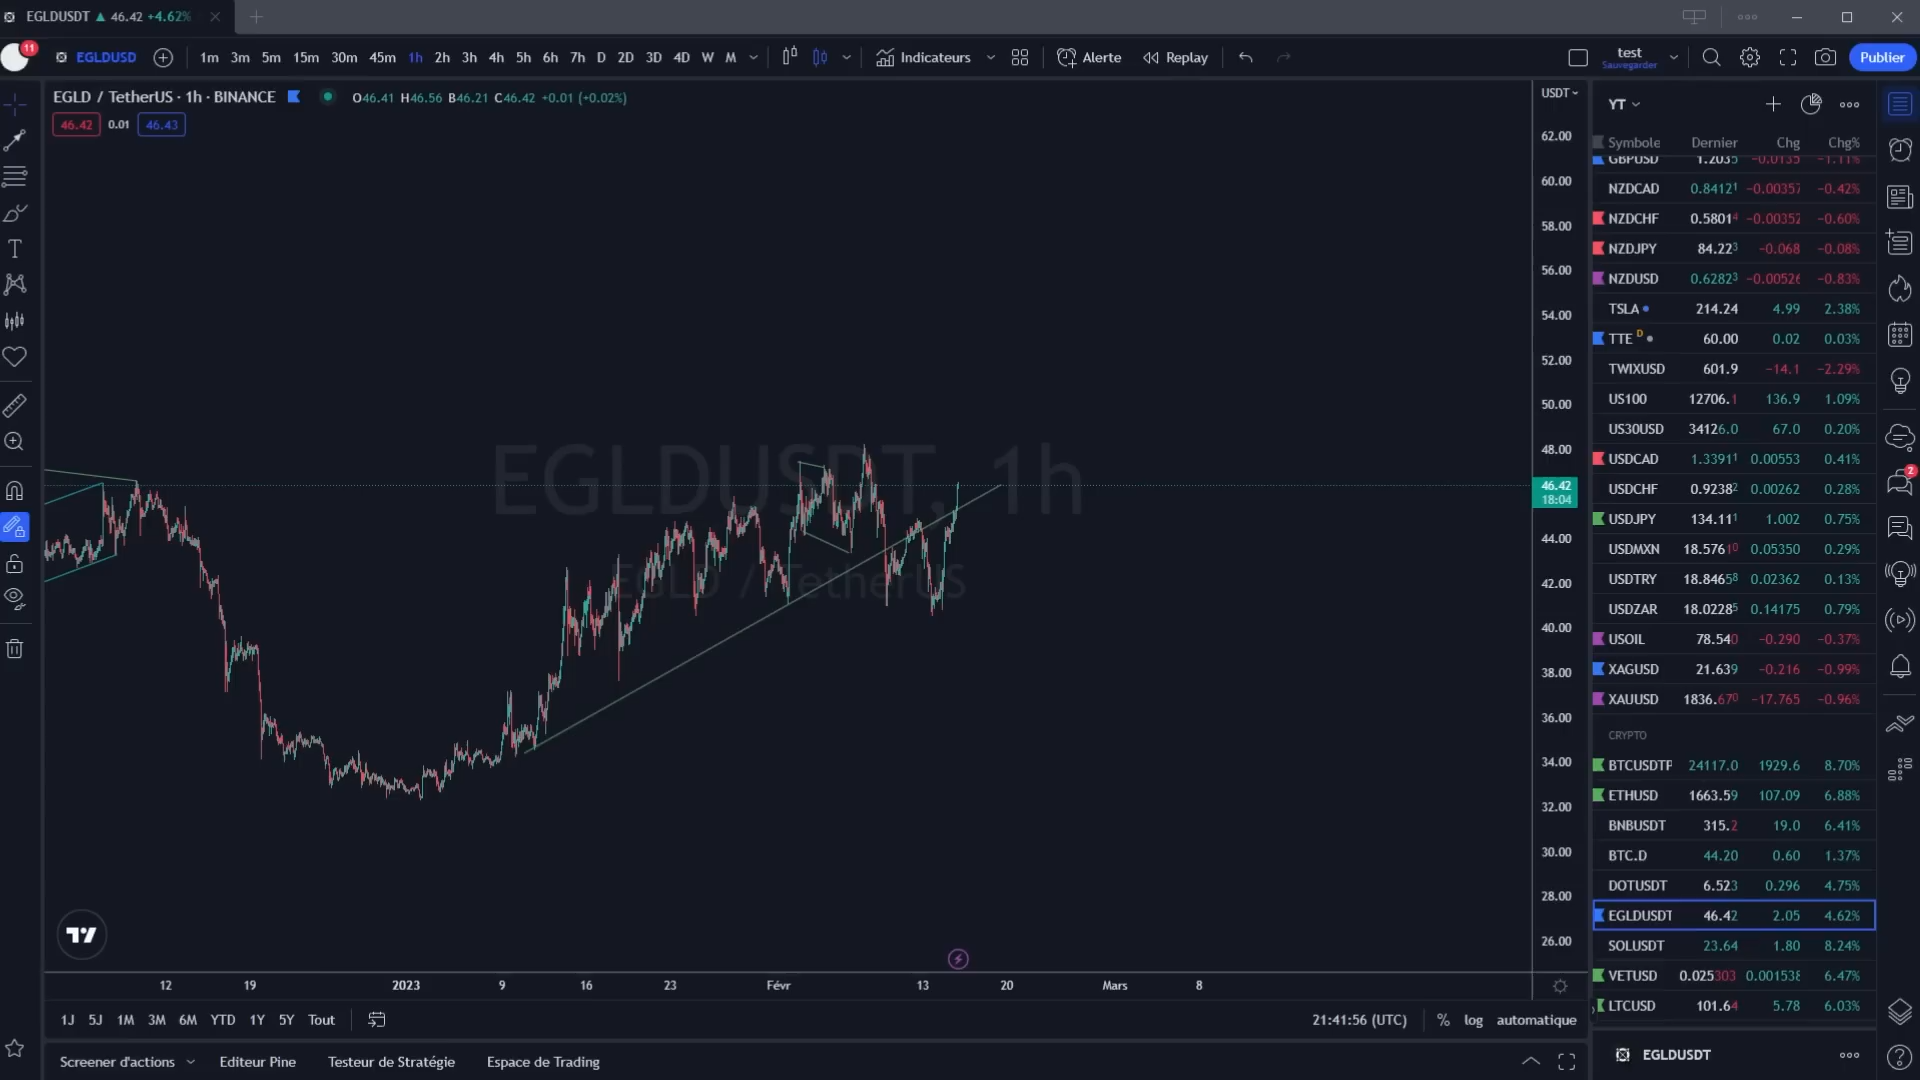 EGLDUSDT ▲ 46.42 +4.62%
11
EGLDUSD
1m 3m 5m 15m 30m 45m 1h 2h 3h 4h 5h 6h 7h D 2D 3D 4D W M
Indicateurs
Alerte
Replay
test
Sauvegarder
Publier
EGLD / TetherUS · 1h · BINANCE
O46.41 H46.56 B46.21 C46.42 +0.01 (+0.02%)
46.42 0.01 46.43
USDT
62.00
60.00
58.00
56.00
54.00
52.00
50.00
48.00
46.42
18:04
44.00
42.00
40.00
38.00
36.00
34.00
32.00
30.00
28.00
26.00
EGLDUSDT, 1h
EGLD / TetherUS
12 19 2023 9 16 23 Févr 13 20 Mars 8
1J 5J 1M 3M 6M YTD 1Y 5Y Tout
21:41:56 (UTC) % log automatique
Screener d'actions Editeur Pine Testeur de Stratégie Espace de Trading
YT
Symbole Dernier Chg Chg%
GBPUSD 1.2035 −0.0135 −1.11%
NZDCAD 0.84121 −0.00357 −0.42%
NZDCHF 0.58014 −0.00352 −0.60%
NZDJPY 84.223 −0.068 −0.08%
NZDUSD 0.62823 −0.00526 −0.83%
TSLA 214.24 4.99 2.38%
TTE D 60.00 0.02 0.03%
TWIXUSD 601.9 −14.1 −2.29%
US100 12706.1 136.9 1.09%
US30USD 34126.0 67.0 0.20%
USDCAD 1.33911 0.00553 0.41%
USDCHF 0.92382 0.00262 0.28%
USDJPY 134.111 1.002 0.75%
USDMXN 18.57610 0.05350 0.29%
USDTRY 18.84658 0.02362 0.13%
USDZAR 18.02285 0.14175 0.79%
USOIL 78.540 −0.290 −0.37%
XAGUSD 21.639 −0.216 −0.99%
XAUUSD 1836.670 −17.765 −0.96%
CRYPTO
BTCUSDTP 24117.0 1929.6 8.70%
ETHUSD 1663.59 107.09 6.88%
BNBUSDT 315.2 19.0 6.41%
BTC.D 44.20 0.60 1.37%
DOTUSDT 6.523 0.296 4.75%
EGLDUSDT 46.42 2.05 4.62%
SOLUSDT 23.64 1.80 8.24%
VETUSD 0.025303 0.001538 6.47%
LTCUSD 101.64 5.78 6.03%
EGLDUSDT
2